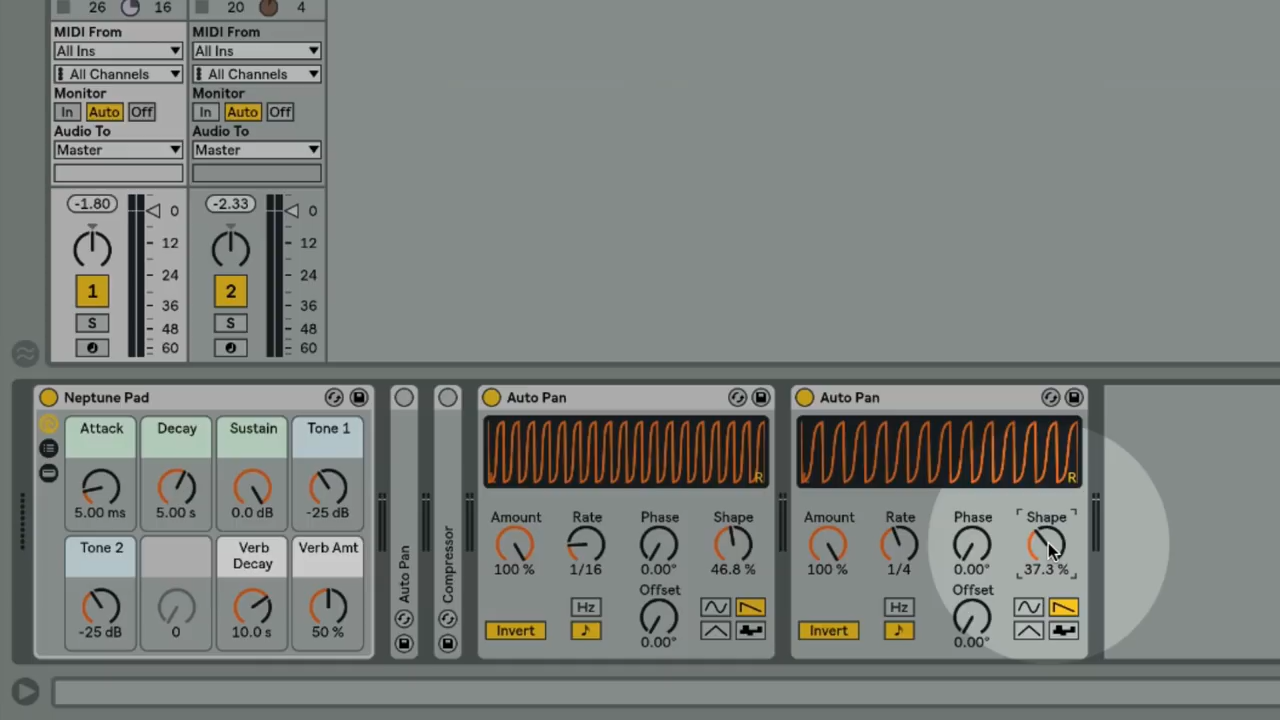 26 16 20 4
MIDI From MIDI From
All Ins All Ins
All Channels All Channels
Monitor Monitor
In Auto Off In Auto Off
Audio To Audio To
Master Master
-1.80 0 -2.33 0
12 12
24 24
1 2
36 36
S 48 S 48
60 60
Neptune Pad Auto Pan Auto Pan
Attack Decay Sustain Tone 1
R R
5.00 ms 5.00 s 0.0 dB -25 dB
Auto Pan
Compressor
Amount Rate Phase Shape Amount Rate Phase Shape
100 % 1/16 0.00° 46.8 % 100 % 1/4 0.00° 37.3 %
Tone 2 Verb Decay Verb Amt
Offset Offset
Hz Hz
-25 dB 0 10.0 s 50 % Invert 0.00° Invert 0.00°